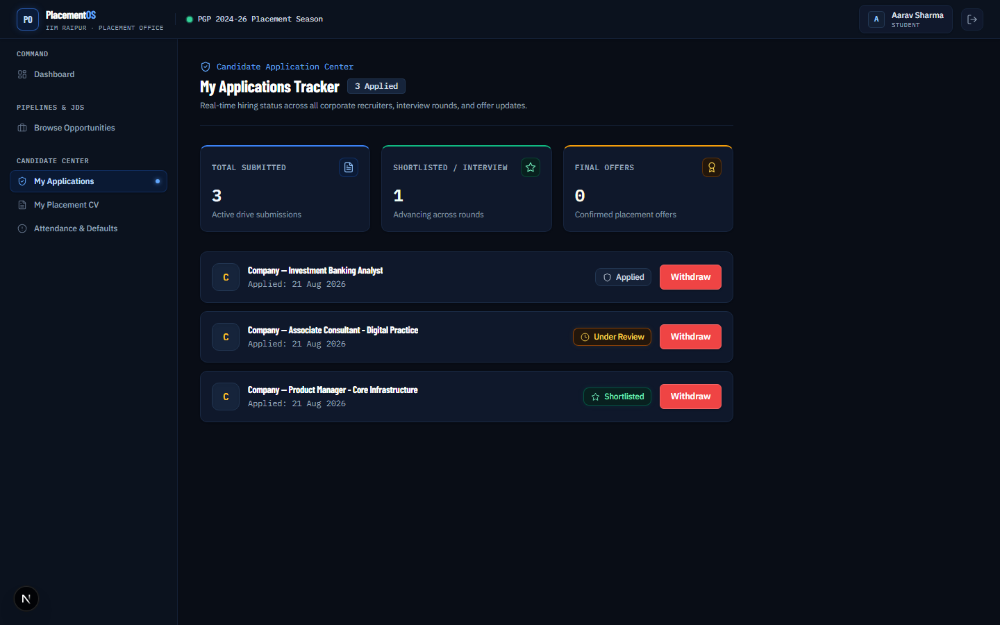 PO
PlacementOS
IIM RAIPUR · PLACEMENT OFFICE
PGP 2024-26 Placement Season
A
Aarav Sharma
STUDENT
COMMAND
Dashboard
PIPELINES & JDS
Browse Opportunities
CANDIDATE CENTER
My Applications
My Placement CV
Attendance & Defaults
N
Candidate Application Center
My Applications Tracker
3 Applied
Real-time hiring status across all corporate recruiters, interview rounds, and offer updates.
TOTAL SUBMITTED
3
Active drive submissions
SHORTLISTED / INTERVIEW
1
Advancing across rounds
FINAL OFFERS
0
Confirmed placement offers
C
Company — Investment Banking Analyst
Applied: 21 Aug 2026
Applied
Withdraw
C
Company — Associate Consultant - Digital Practice
Applied: 21 Aug 2026
Under Review
Withdraw
C
Company — Product Manager - Core Infrastructure
Applied: 21 Aug 2026
Shortlisted
Withdraw